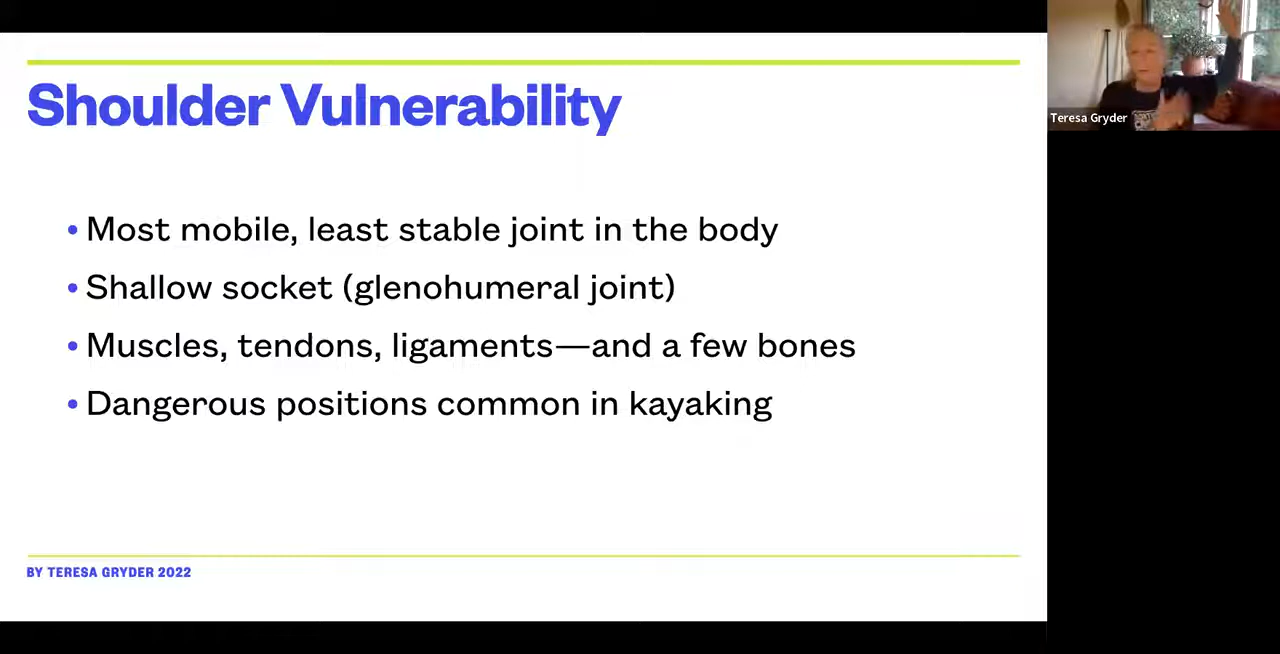 Shoulder Vulnerability
• Most mobile, least stable joint in the body
• Shallow socket (glenohumeral joint)
• Muscles, tendons, ligaments—and a few bones
• Dangerous positions common in kayaking
BY TERESA GRYDER 2022
Teresa Gryder